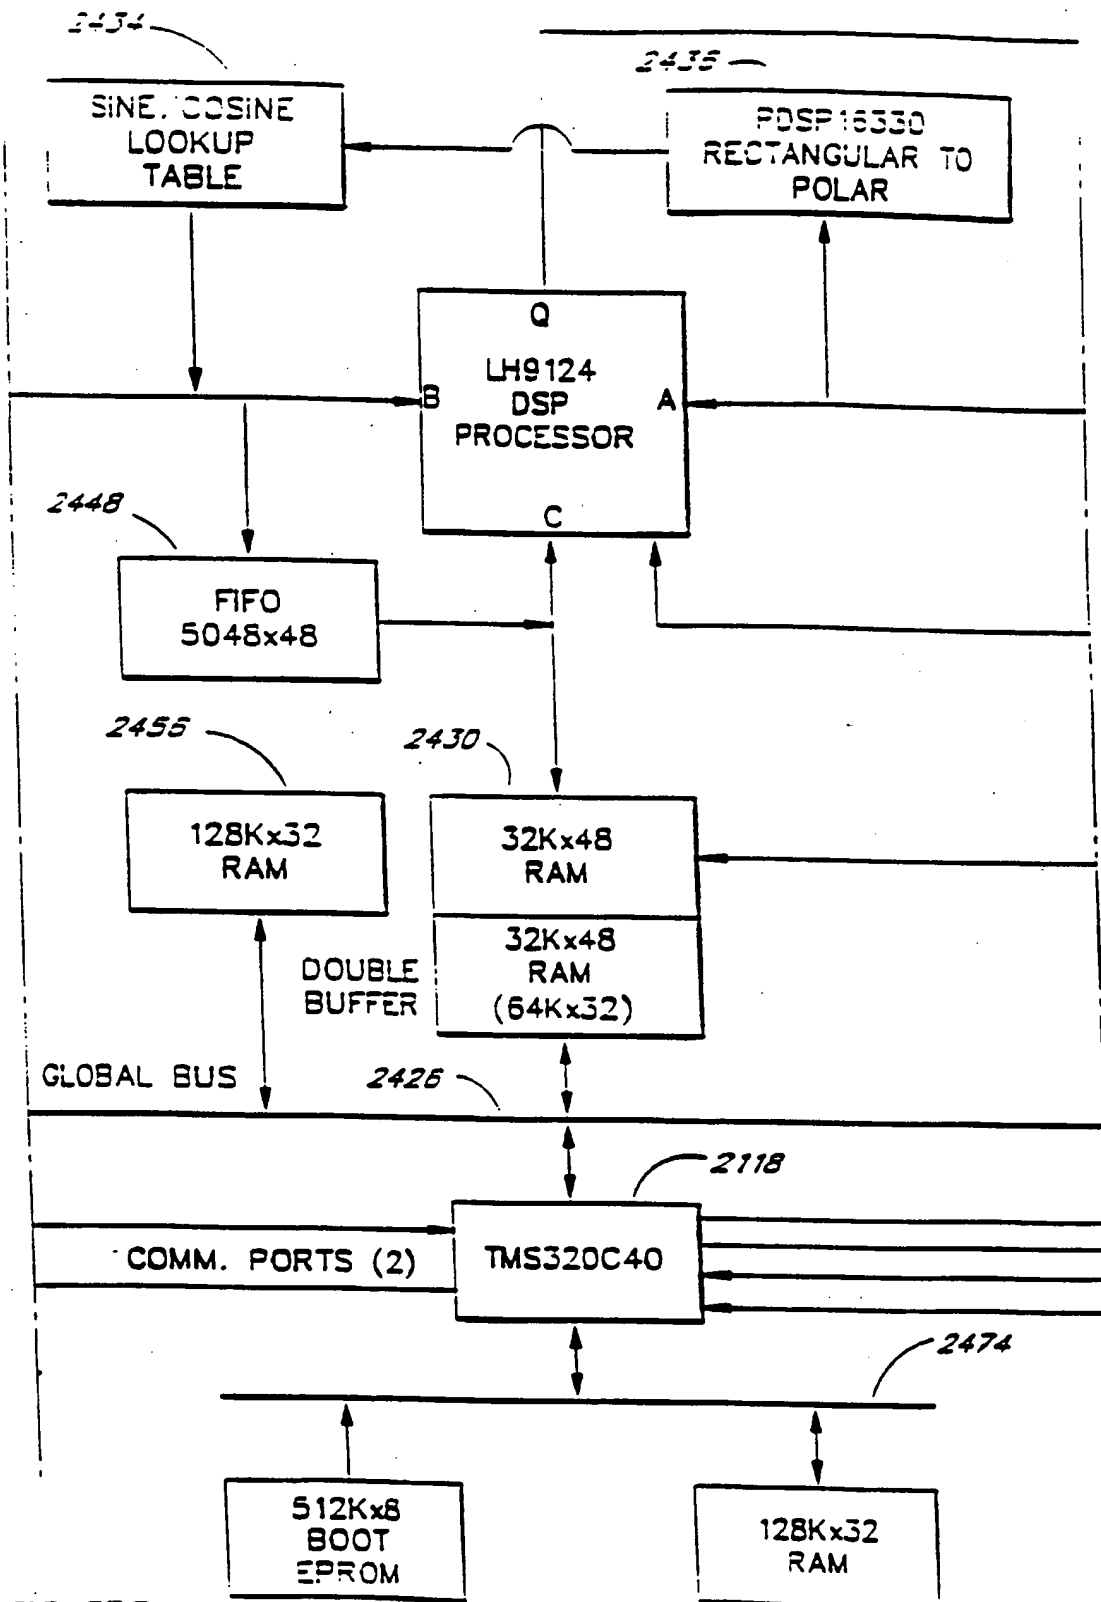 2434
2436
SINE/COSINE
LOOKUP
TABLE
PDSP16330
RECTANGULAR TO
POLAR
Q
LH9124
DSP
PROCESSOR
B
A
C
2448
FIFO
5048x48
2456
2430
128Kx32
RAM
32Kx48
RAM
32Kx48
RAM
(64Kx32)
DOUBLE
BUFFER
GLOBAL BUS
2426
2118
COMM. PORTS (2)
TMS320C40
2474
512Kx8
BOOT
EPROM
128Kx32
RAM